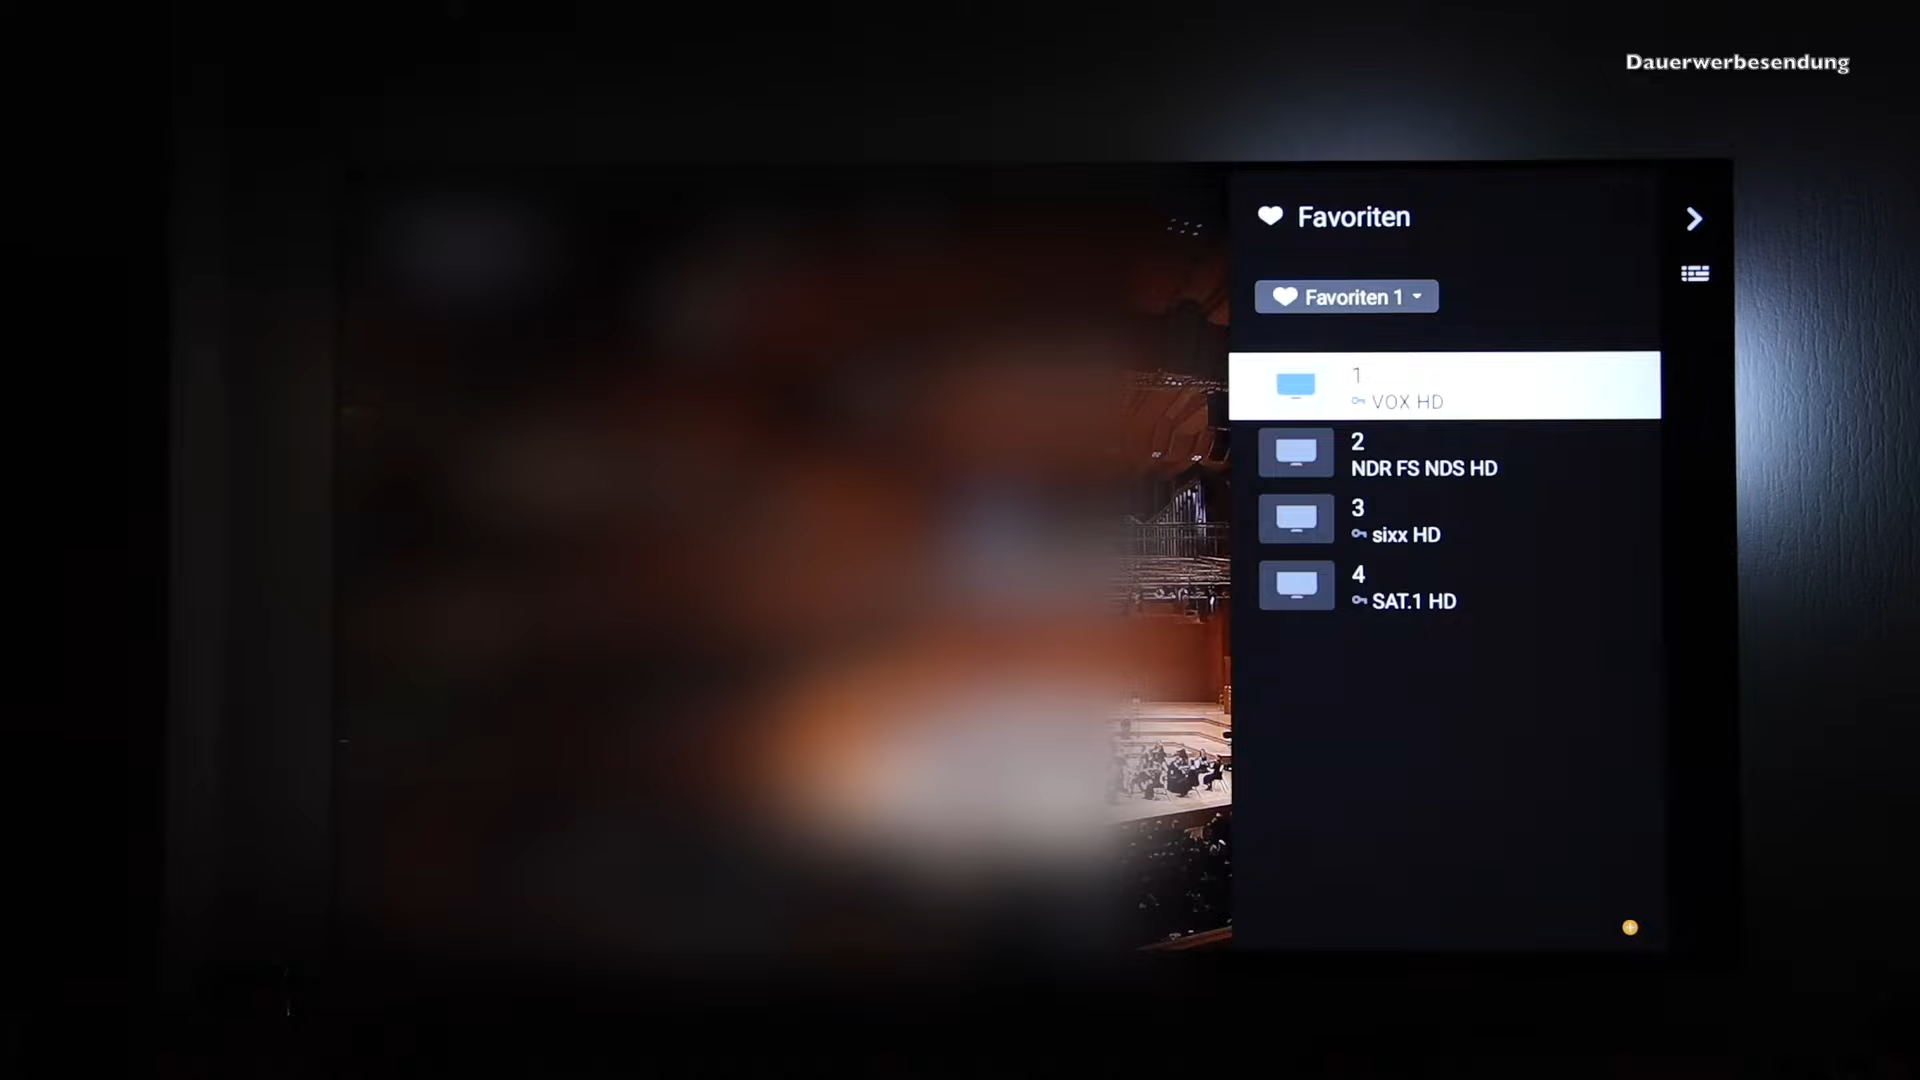 Dauerwerbesendung
Favoriten
Favoriten 1
1
VOX HD
2
NDR FS NDS HD
3
sixx HD
4
SAT.1 HD